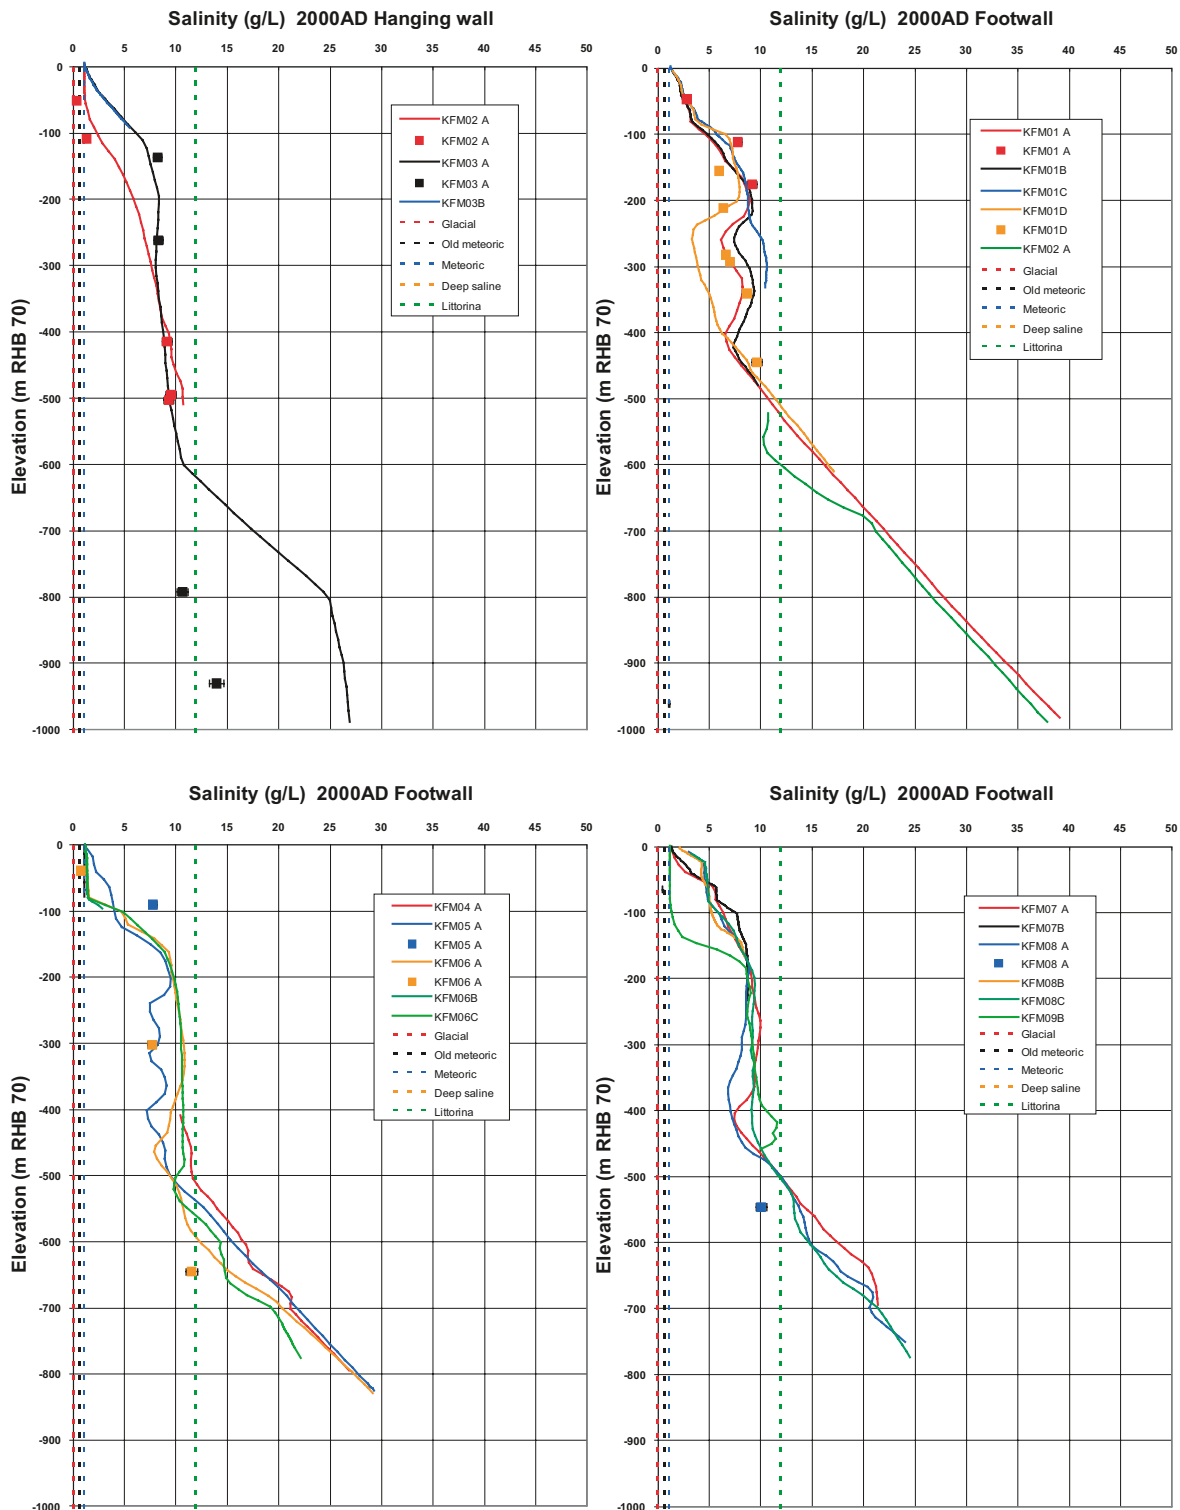 Salinity (g/L) 2000AD Hanging wall
0 5 10 15 20 25 30 35 40 45 50
Elevation (m RHB 70)
0
-100
-200
-300
-400
-500
-600
-700
-800
-900
-1000
KFM02 A
KFM02 A
KFM03 A
KFM03 A
KFM03B
Glacial
Old meteoric
Meteoric
Deep saline
Littorina
Salinity (g/L) 2000AD Footwall
0 5 10 15 20 25 30 35 40 45 50
Elevation (m RHB 70)
0
-100
-200
-300
-400
-500
-600
-700
-800
-900
-1000
KFM01 A
KFM01 A
KFM01B
KFM01C
KFM01D
KFM01D
KFM02 A
Glacial
Old meteoric
Meteoric
Deep saline
Littorina
Salinity (g/L) 2000AD Footwall
0 5 10 15 20 25 30 35 40 45 50
Elevation (m RHB 70)
0
-100
-200
-300
-400
-500
-600
-700
-800
-900
-1000
KFM04 A
KFM05 A
KFM05 A
KFM06 A
KFM06 A
KFM06B
KFM06C
Glacial
Old meteoric
Meteoric
Deep saline
Littorina
Salinity (g/L) 2000AD Footwall
0 5 10 15 20 25 30 35 40 45 50
Elevation (m RHB 70)
0
-100
-200
-300
-400
-500
-600
-700
-800
-900
-1000
KFM07 A
KFM07B
KFM08 A
KFM08 A
KFM08B
KFM08C
KFM09B
Glacial
Old meteoric
Meteoric
Deep saline
Littorina